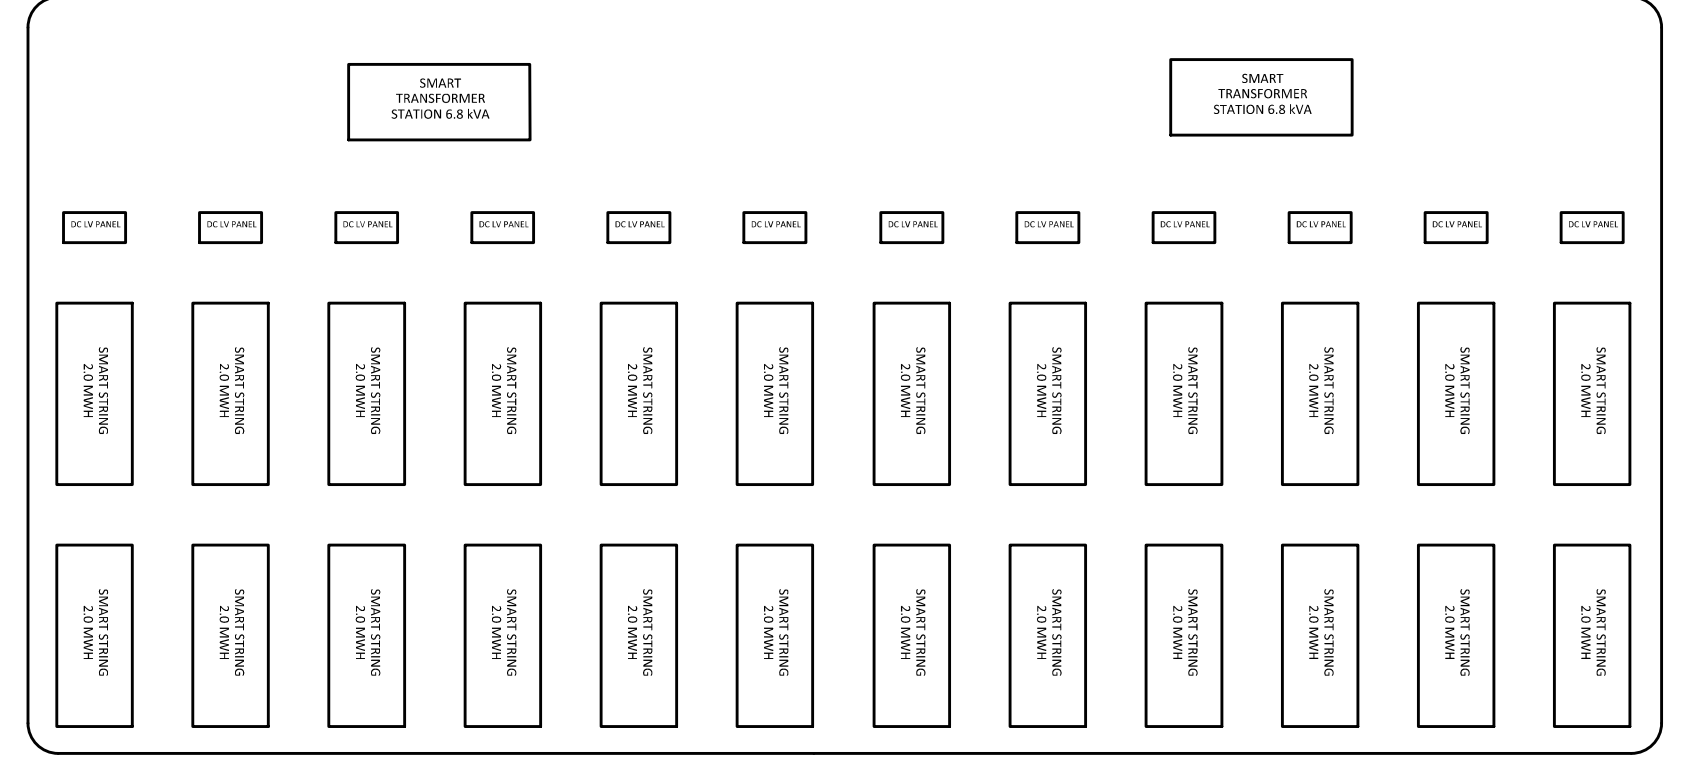 SMART
TRANSFORMER
STATION 6.8 kVA
SMART
TRANSFORMER
STATION 6.8 kVA
DC LV PANEL
DC LV PANEL
DC LV PANEL
DC LV PANEL
DC LV PANEL
DC LV PANEL
DC LV PANEL
DC LV PANEL
DC LV PANEL
DC LV PANEL
DC LV PANEL
DC LV PANEL
SMART STRING
2.0 MWH
SMART STRING
2.0 MWH
SMART STRING
2.0 MWH
SMART STRING
2.0 MWH
SMART STRING
2.0 MWH
SMART STRING
2.0 MWH
SMART STRING
2.0 MWH
SMART STRING
2.0 MWH
SMART STRING
2.0 MWH
SMART STRING
2.0 MWH
SMART STRING
2.0 MWH
SMART STRING
2.0 MWH
SMART STRING
2.0 MWH
SMART STRING
2.0 MWH
SMART STRING
2.0 MWH
SMART STRING
2.0 MWH
SMART STRING
2.0 MWH
SMART STRING
2.0 MWH
SMART STRING
2.0 MWH
SMART STRING
2.0 MWH
SMART STRING
2.0 MWH
SMART STRING
2.0 MWH
SMART STRING
2.0 MWH
SMART STRING
2.0 MWH